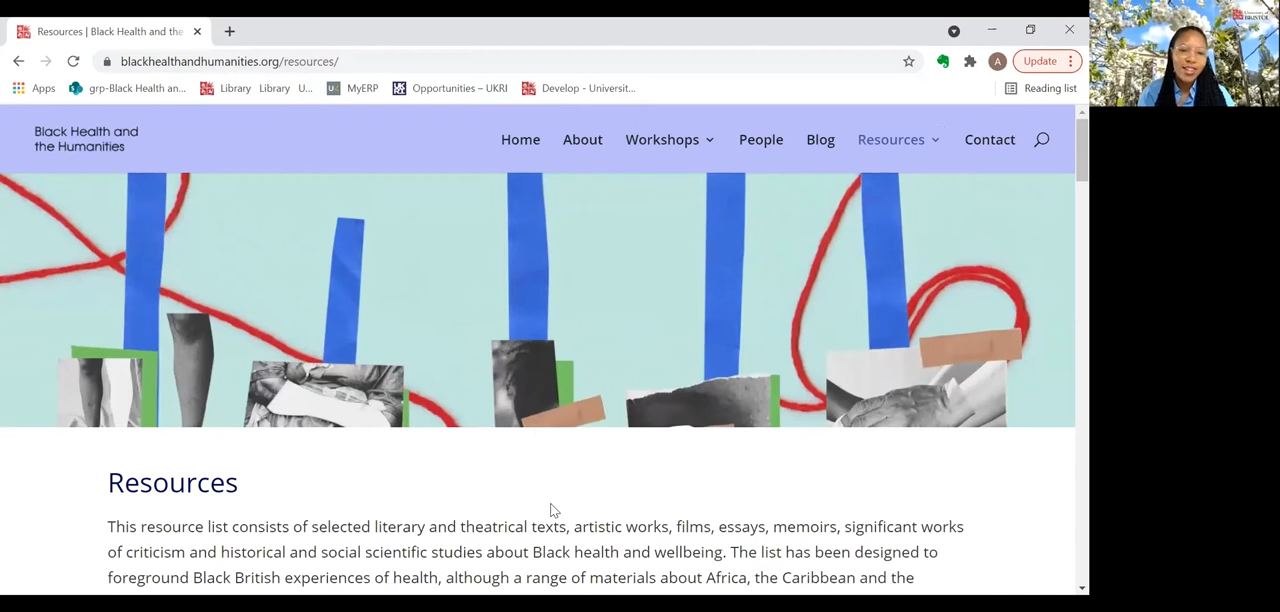 Resources | Black Health and the
blackhealthandhumanities.org/resources/
A
Update
Apps
grp-Black Health an...
Library Library U...
MyERP
Opportunities – UKRI
Develop - Universit...
Reading list
University of
BRISTOL
Black Health and
the Humanities
Home
About
Workshops
People
Blog
Resources
Contact
Resources
This resource list consists of selected literary and theatrical texts, artistic works, films, essays, memoirs, significant works
of criticism and historical and social scientific studies about Black health and wellbeing. The list has been designed to
foreground Black British experiences of health, although a range of materials about Africa, the Caribbean and the